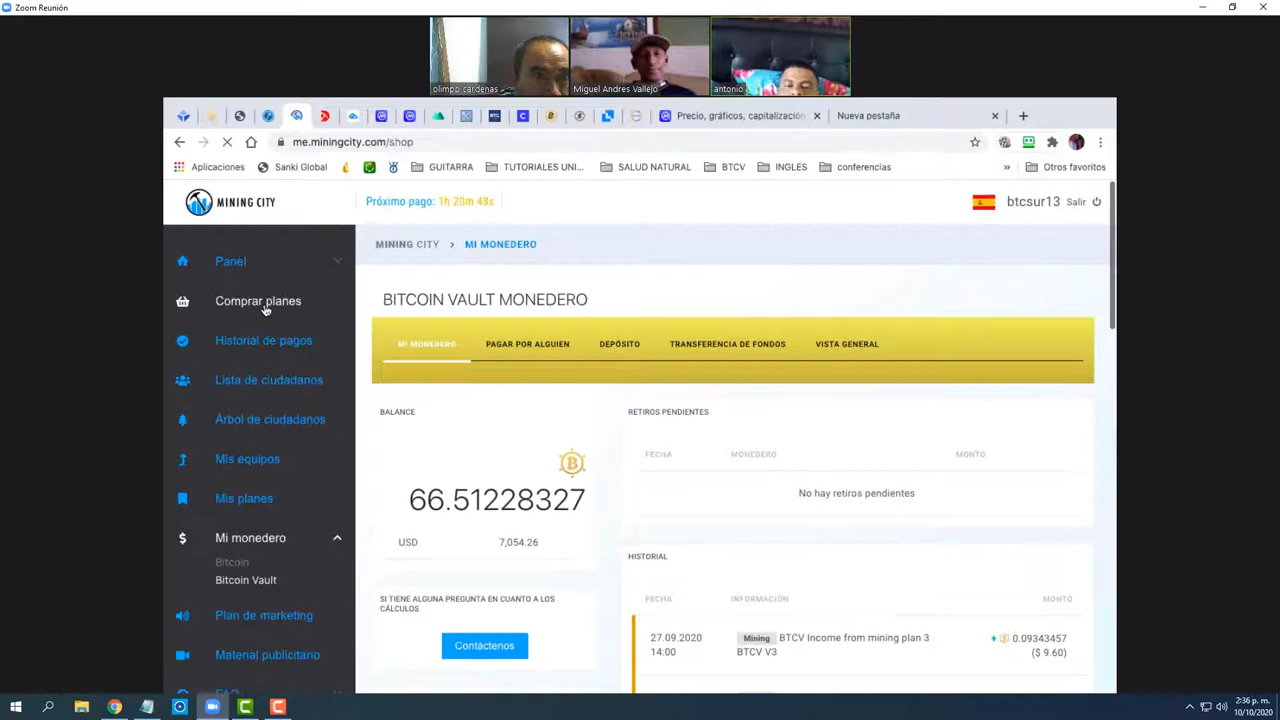 Zoom Reunión
olimpo cardenas
Miguel Andres Vallejo
antonio
Precio, gráficos, capitalización
Nueva pestaña
me.miningcity.com/shop
Aplicaciones
Sanki Global
GUITARRA
TUTORIALES UNI...
SALUD NATURAL
BTCV
INGLES
conferencias
»
Otros favoritos
MINING CITY
Próximo pago: 1h 20m 48s
btcsur13 Salir
Panel
Comprar planes
Historial de pagos
Lista de ciudadanos
Árbol de ciudadanos
Mis equipos
Mis planes
Mi monedero
Bitcoin
Bitcoin Vault
Plan de marketing
Material publicitario
FAQ
MINING CITY > MI MONEDERO
BITCOIN VAULT MONEDERO
MI MONEDERO
PAGAR POR ALGUIEN
DEPÓSITO
TRANSFERENCIA DE FONDOS
VISTA GENERAL
BALANCE
66.51228327
USD 7,054.26
SI TIENE ALGUNA PREGUNTA EN CUANTO A LOS
CÁLCULOS
Contáctenos
RETIROS PENDIENTES
FECHA MONEDERO MONTO
No hay retiros pendientes
HISTORIAL
FECHA INFORMACIÓN MONTO
27.09.2020
14:00
Mining BTCV Income from mining plan 3
BTCV V3
0.09343457
($ 9.60)
2:36 p. m.
10/10/2020